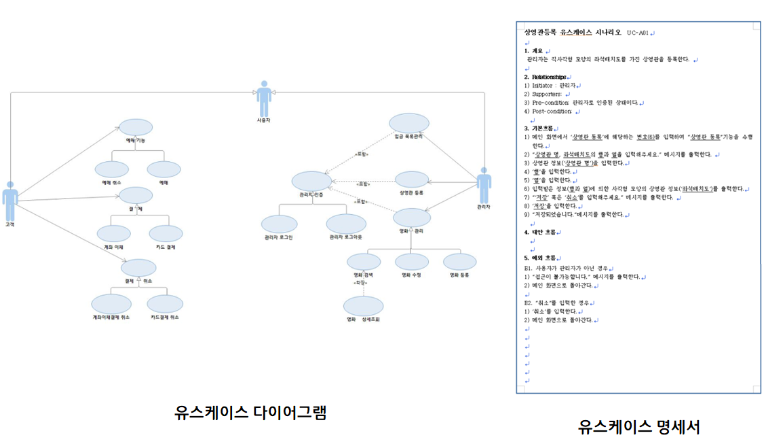 사용자
고객
관리자
예매 기능
예매 취소
예매
결 제
계좌 이체
카드 결제
결제 취소
계좌이체결제 취소
카드결제 취소
관리자 인증
관리자 로그인
관리자 로그아웃
상영관 등록
영화 관리
영화 검색
영화 수정
영화 등록
영화 상세조회
<포함>
<포함>
<포함>
<확장>
유스케이스 다이어그램
상영관등록 유스케이스 시나리오 UC-A01
1. 개요
관리자는 직사각형 모양의 좌석배치도를 가진 상영관을 등록한다.
2. Relationships
1) Initiator : 관리자
2) Supporters:
3) Pre-condition: 관리자로 인증된 상태이다.
4) Post-condition:
3. 기본흐름
1) 메인 화면에서 '상영관 등록'에 해당하는 번호(8)를 입력하여 "상영관 등록"기능을 수행
한다.
2) "상영관 명, 좌석배치도의 행과 열을 입력해주세요." 메시지를 출력한다.
3) 상영관 정보('상영관 명')을 입력한다.
4) '행'을 입력한다.
5) '열'을 입력한다.
6) 입력받은 정보(행과 열)에 의한 사각형 모양의 상영관 정보('좌석배치도')를 출력한다.
7) "'저장' 혹은 '취소'를 입력해주세요." 메시지를 출력한다.
8) '저장'을 입력한다.
9) "저장되었습니다."메시지를 출력한다.
4. 대안 흐름
5. 예외 흐름
E1. 사용자가 관리자가 아닌 경우
1) "접근이 불가능합니다." 메시지를 출력한다.
2) 메인 화면으로 돌아간다.
E2. "취소"를 입력한 경우
1) '취소'를 입력한다.
2) 메인 화면으로 돌아간다.
유스케이스 명세서